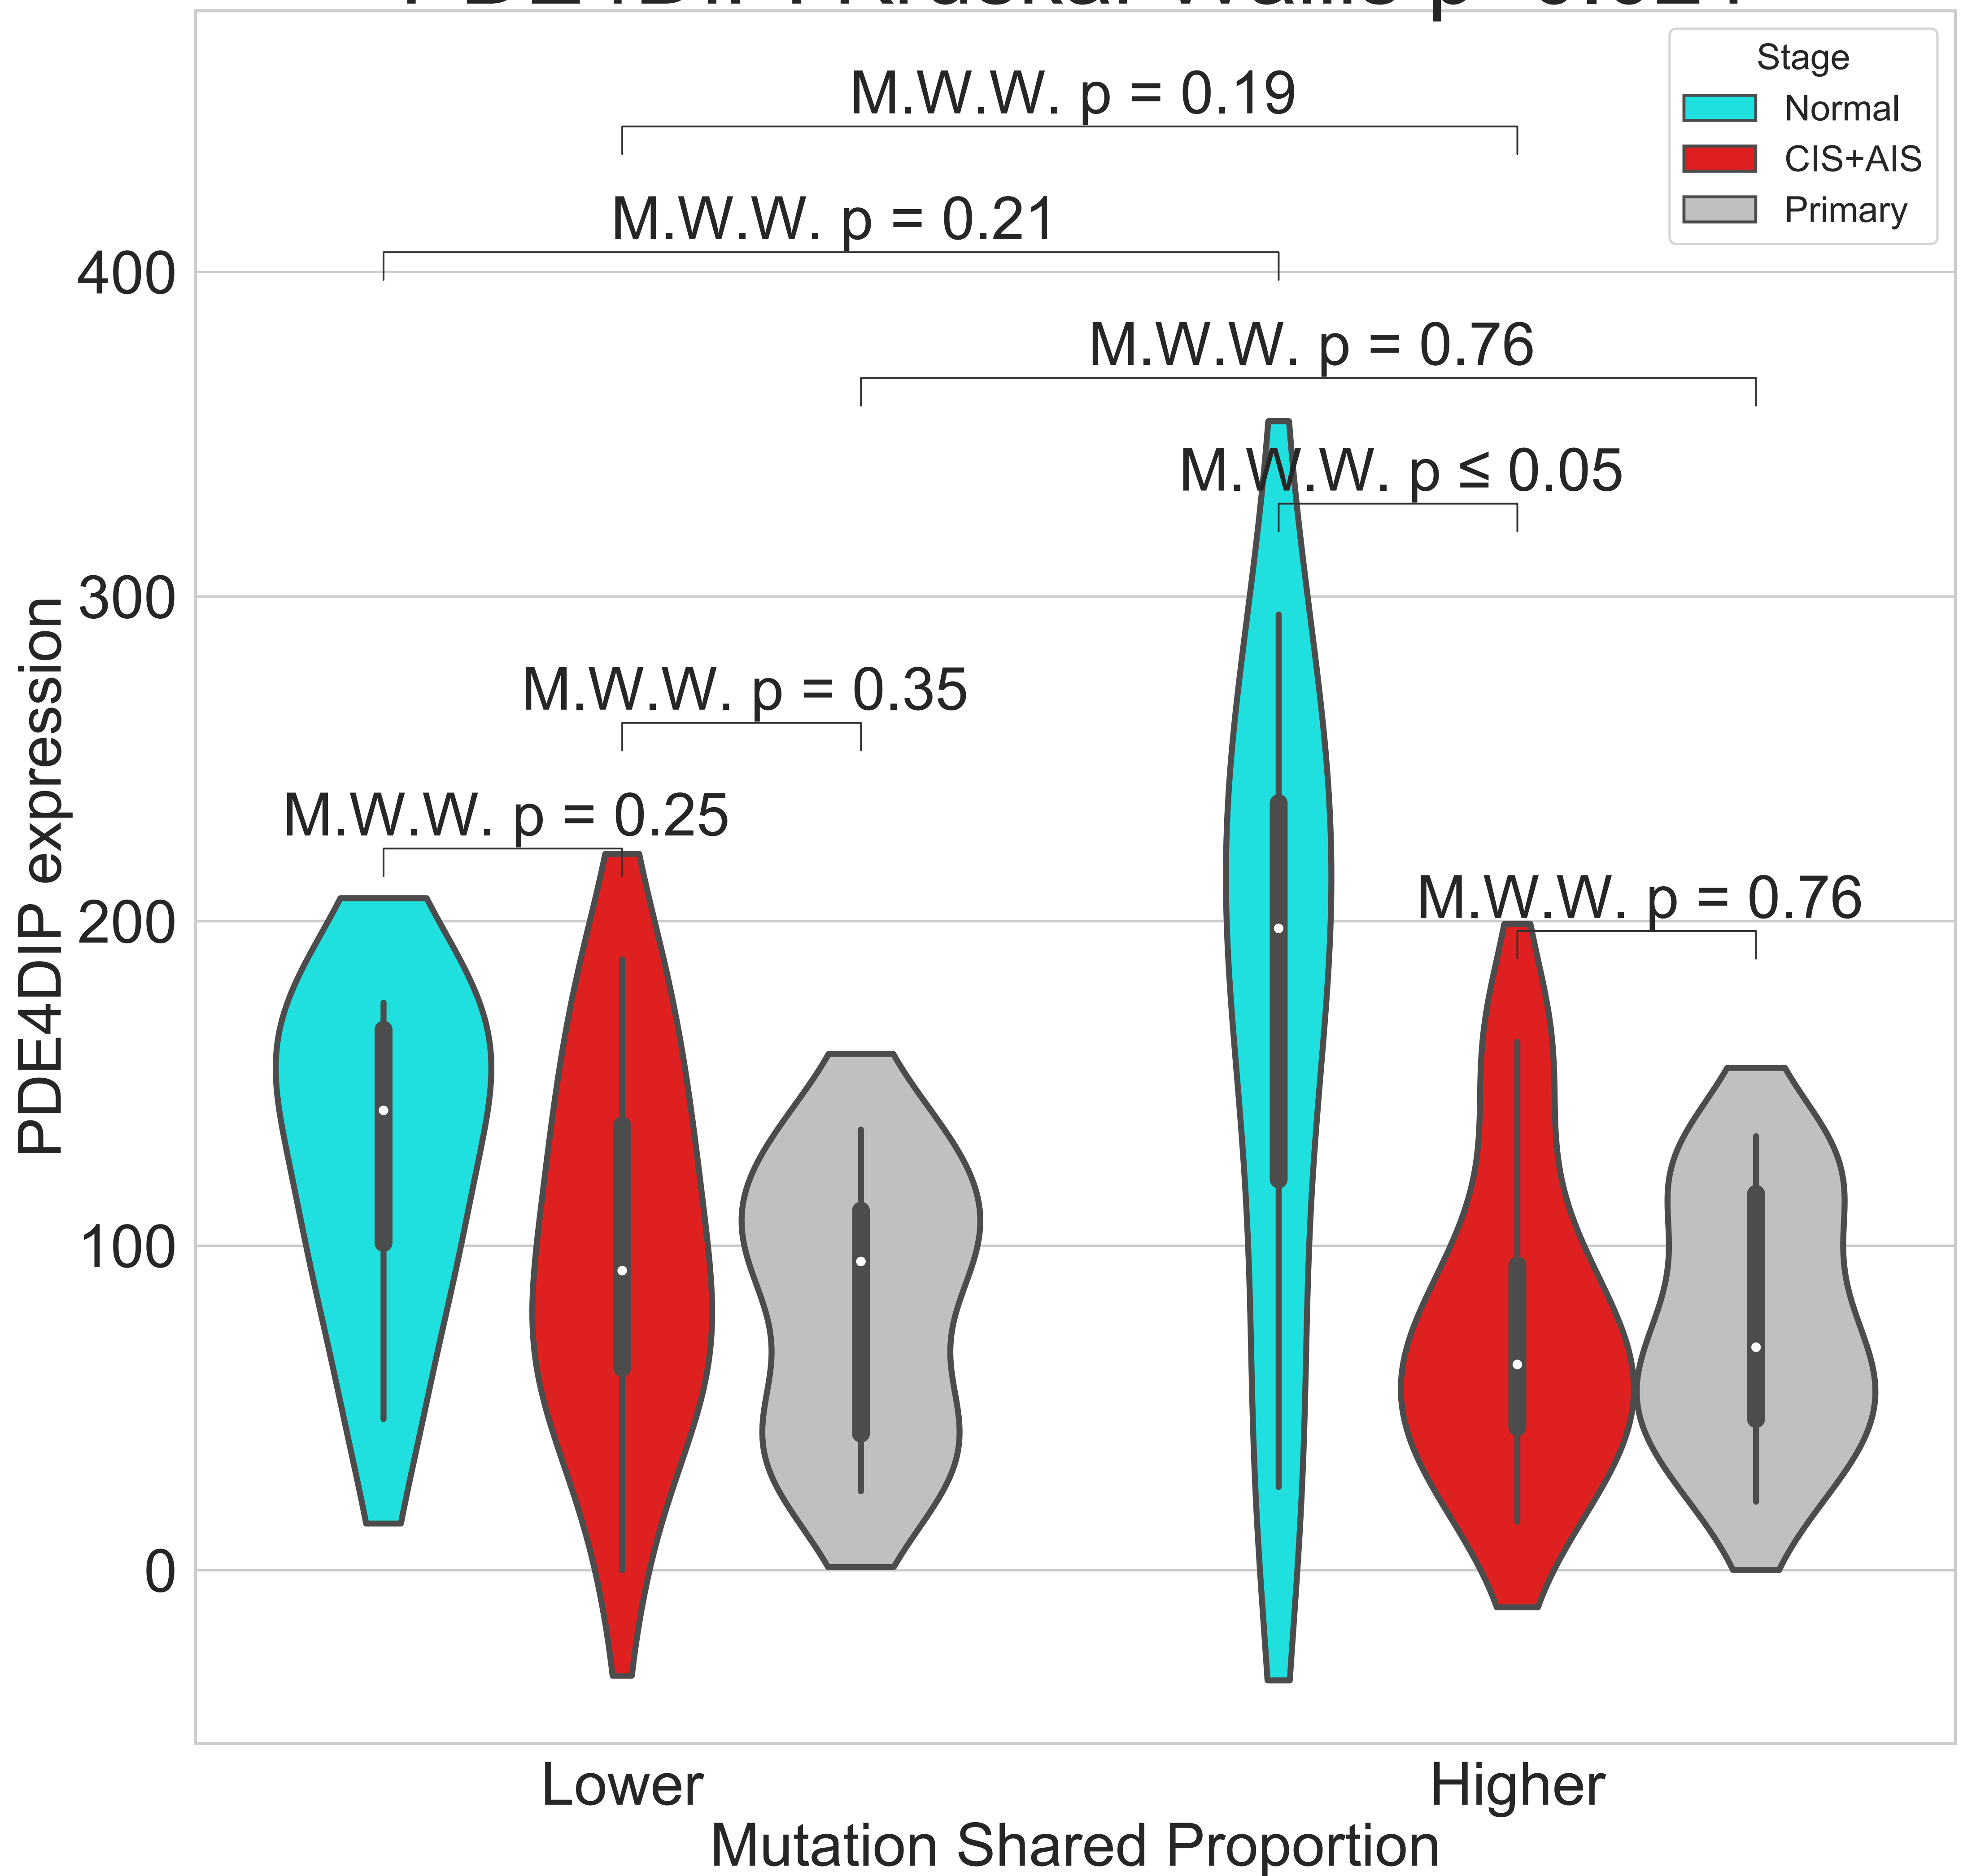 Stage
Normal
CIS+AIS
Primary
M.W.W. p = 0.19
M.W.W. p = 0.21
M.W.W. p = 0.76
M.W.W. p ≤ 0.05
M.W.W. p = 0.35
M.W.W. p = 0.25
M.W.W. p = 0.76
400
300
200
100
0
PDE4DIP expression
Lower
Higher
Mutation Shared Proportion